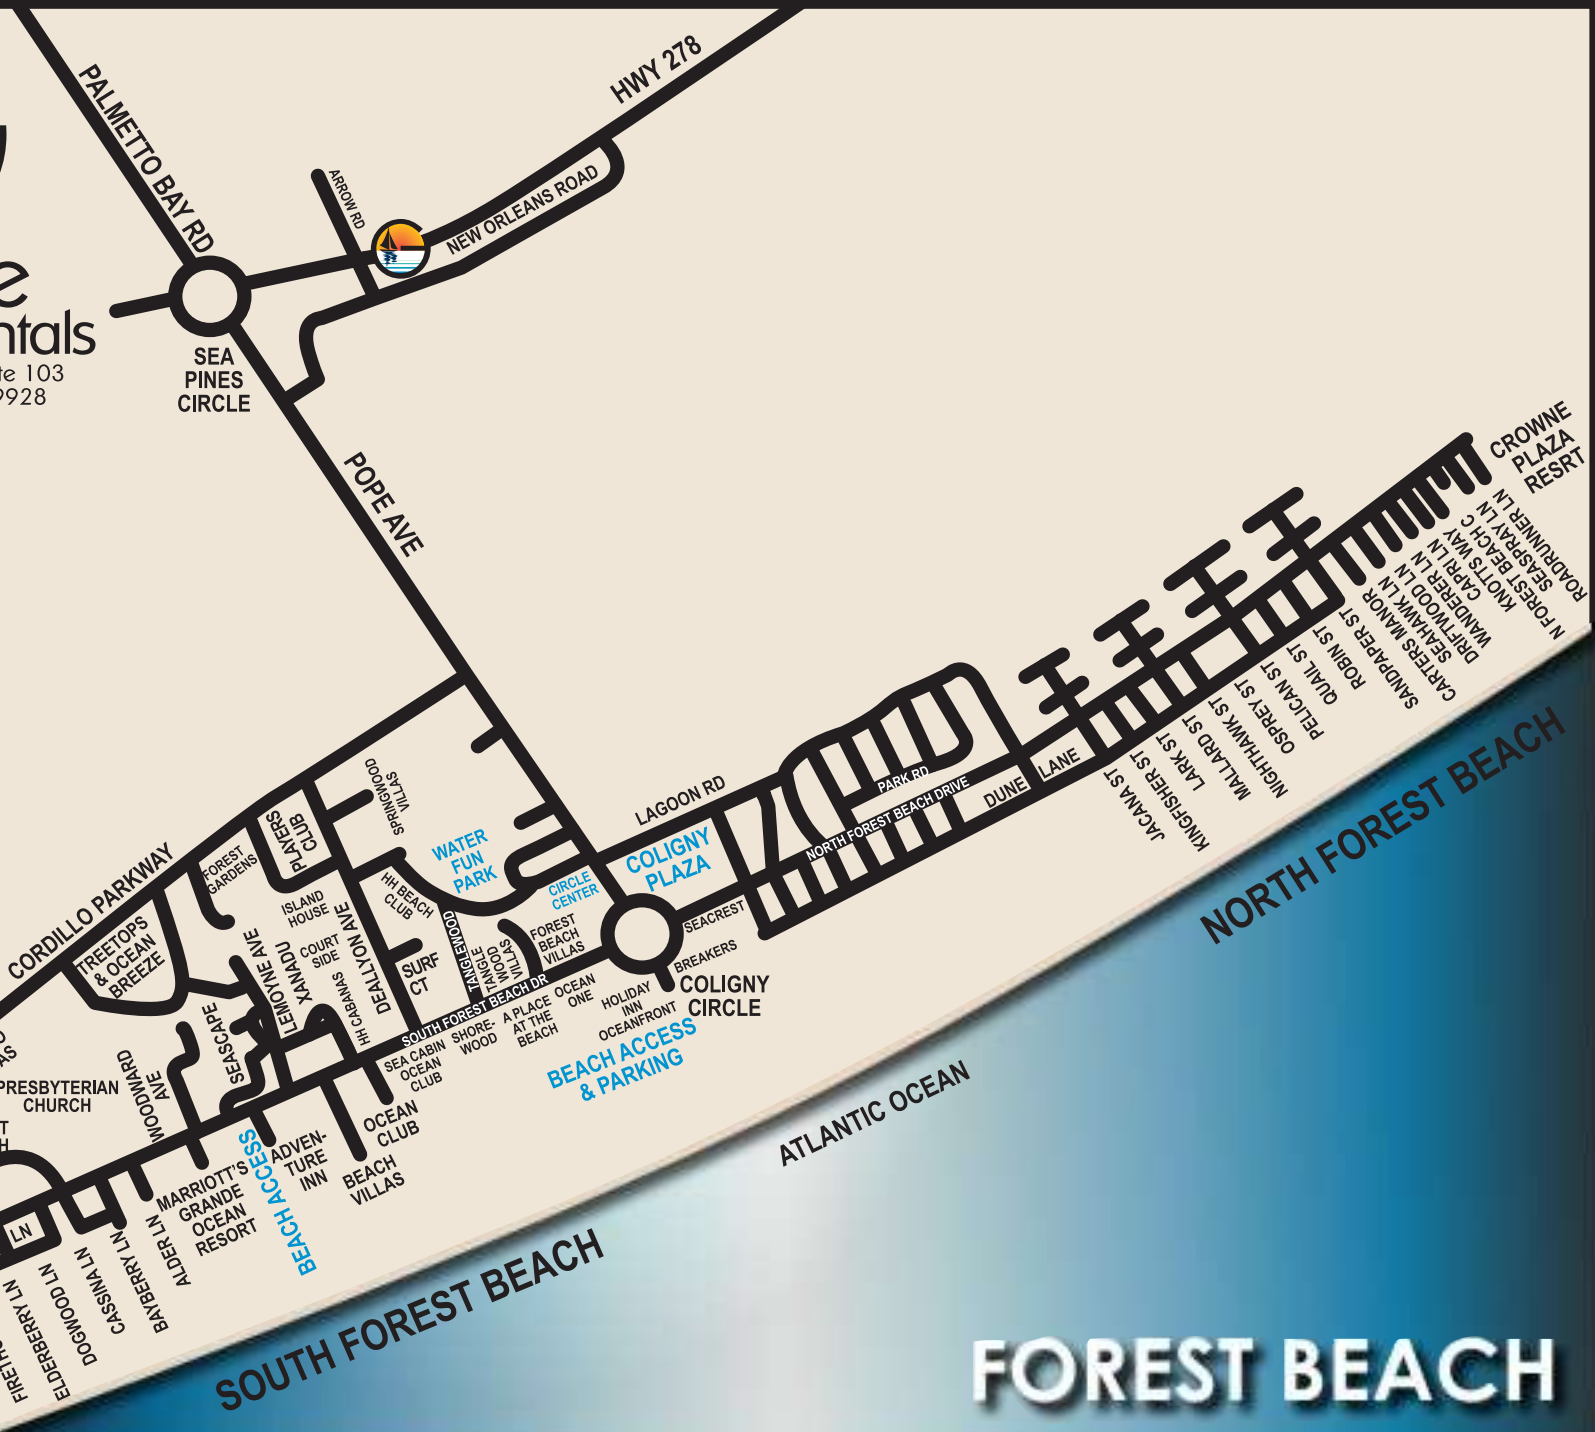 HWY 278
PALMETTO BAY RD
ARROW RD
NEW ORLEANS ROAD
ntals
te 103
9928
SEA
PINES
CIRCLE
POPE AVE
CROWNE
PLAZA
RESRT
ROADRUNNER LN
SEASPRAY LN
N FOREST BEACH C
KNOTTS WAY
CAPRI LN
WANDERER LN
DRIFTWOOD LN
SEAHAWK LN
CARTERS MANOR
SANDPAPER ST
ROBIN ST
QUAIL ST
PELICAN ST
OSPREY ST
NIGHTHAWK ST
MALLARD ST
LARK ST
KINGFISHER ST
JACANA ST
LAGOON RD
PARK RD
NORTH FOREST BEACH DRIVE
DUNE LANE
NORTH FOREST BEACH
SPRINGWOOD
VILLAS
PLAYERS
CLUB
FOREST
GARDENS
WATER
FUN
PARK
COLIGNY
PLAZA
CIRCLE
CENTER
CORDILLO PARKWAY
TREETOPS
& OCEAN
BREEZE
ISLAND
HOUSE
COURT
SIDE
HH BEACH
CLUB
TANGLEWOOD
TANGLE
WOOD
VILLAS
FOREST
BEACH
VILLAS
SEACREST
BREAKERS
COLIGNY
CIRCLE
LEMOYNE AVE
XANADU
DEALLYON AVE
HH CABANAS
SURF
CT
SOUTH FOREST BEACH DR
SEA CABIN
OCEAN
CLUB
SHORE-
WOOD
A PLACE
AT THE
BEACH
OCEAN
ONE
HOLIDAY
INN
OCEANFRONT
BEACH ACCESS
& PARKING
SEASCAPE
WOODWARD
AVE
PRESBYTERIAN
CHURCH
OCEAN
CLUB
BEACH
VILLAS
ADVEN-
TURE
INN
BEACH ACCESS
MARRIOTT'S
GRANDE
OCEAN
RESORT
ALDER LN
BAYBERRY LN
CASSINA LN
DOGWOOD LN
ELDERBERRY LN
LN
ATLANTIC OCEAN
SOUTH FOREST BEACH
FOREST BEACH